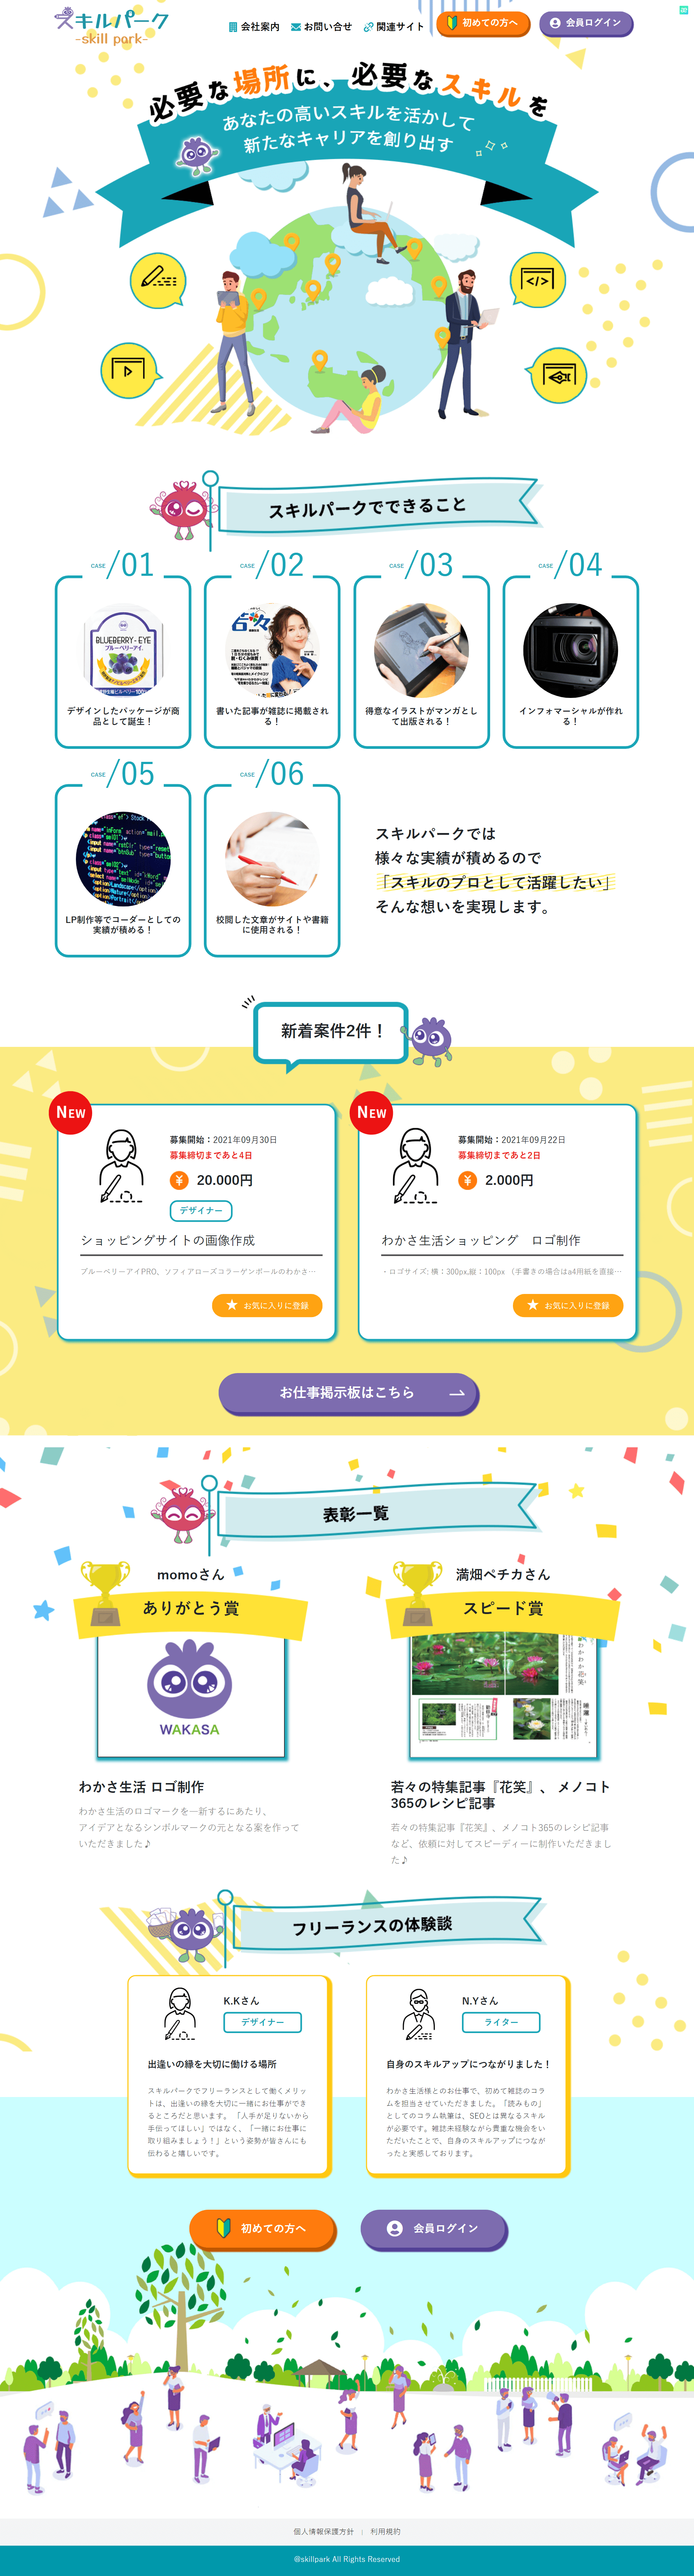 スキルパーク
-skill park-
会社案内
お問い合せ
関連サイト
初めての方へ
会員ログイン
必要な場所に、必要なスキルを
あなたの高いスキルを活かして
新たなキャリアを創り出す
スキルパークでできること
CASE/01
CASE/02
CASE/03
CASE/04
BLUEBERRY-EYE
ブルーベリーアイ
デザインしたパッケージが商
品として誕生！
書いた記事が雑誌に掲載され
る！
得意なイラストがマンガとし
て出版される！
インフォマーシャルが作れ
る！
CASE/05
CASE/06
LP制作等でコーダーとしての
実績が積める！
校閲した文章がサイトや書籍
に使用される！
スキルパークでは
様々な実績が積めるので
「スキルのプロとして活躍したい」
そんな想いを実現します。
新着案件2件！
NEW
募集開始：2021年09月30日
募集締切まであと4日
¥ 20.000円
デザイナー
ショッピングサイトの画像作成
ブルーベリーアイPRO、ソフィアローズコラーゲンボールのわかさ…
お気に入りに登録
NEW
募集開始：2021年09月22日
募集締切まであと2日
¥ 2.000円
わかさ生活ショッピング　ロゴ制作
・ロゴサイズ: 横：300px,縦：100px （手書きの場合はa4用紙を直接…
お気に入りに登録
お仕事掲示板はこちら
表彰一覧
momoさん
ありがとう賞
WAKASA
わかさ生活 ロゴ制作
わかさ生活のロゴマークを一新するにあたり、
アイデアとなるシンボルマークの元となる案を作って
いただきました♪
満畑ペチカさん
スピード賞
若々の特集記事『花笑』、 メノコト
365のレシピ記事
若々の特集記事『花笑』、メノコト365のレシピ記事
など、依頼に対してスピーディーに制作いただきまし
た♪
フリーランスの体験談
K.Kさん
デザイナー
出逢いの縁を大切に働ける場所
スキルパークでフリーランスとして働くメリッ
トは、出逢いの縁を大切に一緒にお仕事ができ
るところだと思います。 「人手が足りないから
手伝ってほしい」ではなく、「一緒にお仕事に
取り組みましょう！」という姿勢が皆さんにも
伝わると嬉しいです。
N.Yさん
ライター
自身のスキルアップにつながりました！
わかさ生活様とのお仕事で、初めて雑誌のコラ
ムを担当させていただきました。「読みもの」
としてのコラム執筆は、SEOとは異なるスキル
が必要です。雑誌未経験ながら貴重な機会をい
ただいたことで、自身のスキルアップにつなが
ったと実感しております。
初めての方へ
会員ログイン
個人情報保護方針 | 利用規約
@skillpark All Rights Reserved